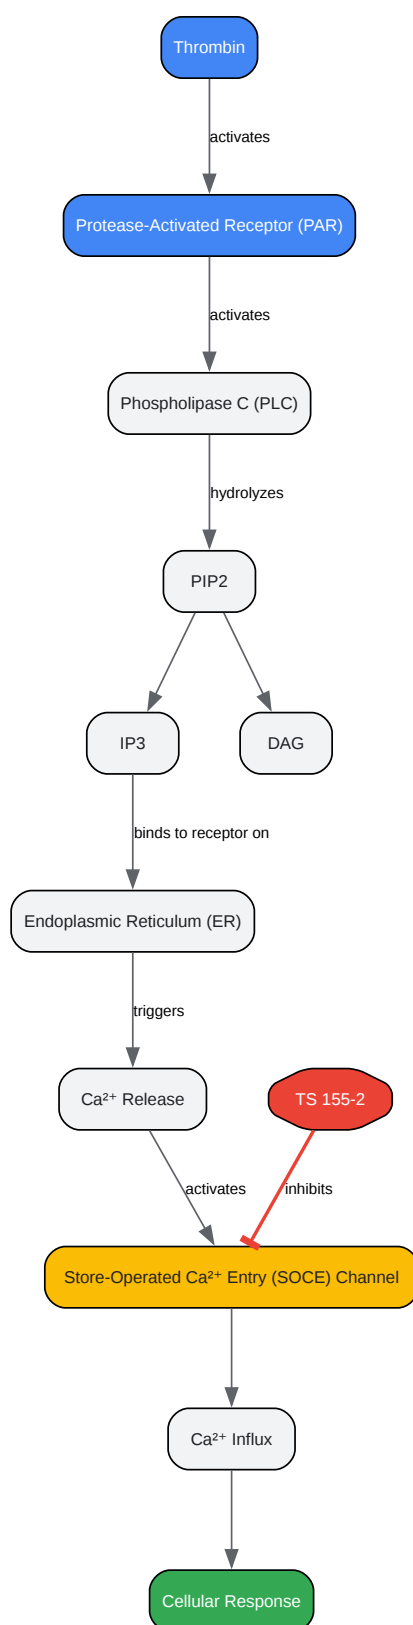 Thrombin
activates
Protease-Activated Receptor (PAR)
activates
Phospholipase C (PLC)
hydrolyzes
PIP2
IP3
DAG
binds to receptor on
Endoplasmic Reticulum (ER)
triggers
Ca²⁺ Release
TS 155-2
activates
inhibits
Store-Operated Ca²⁺ Entry (SOCE) Channel
Ca²⁺ Influx
Cellular Response